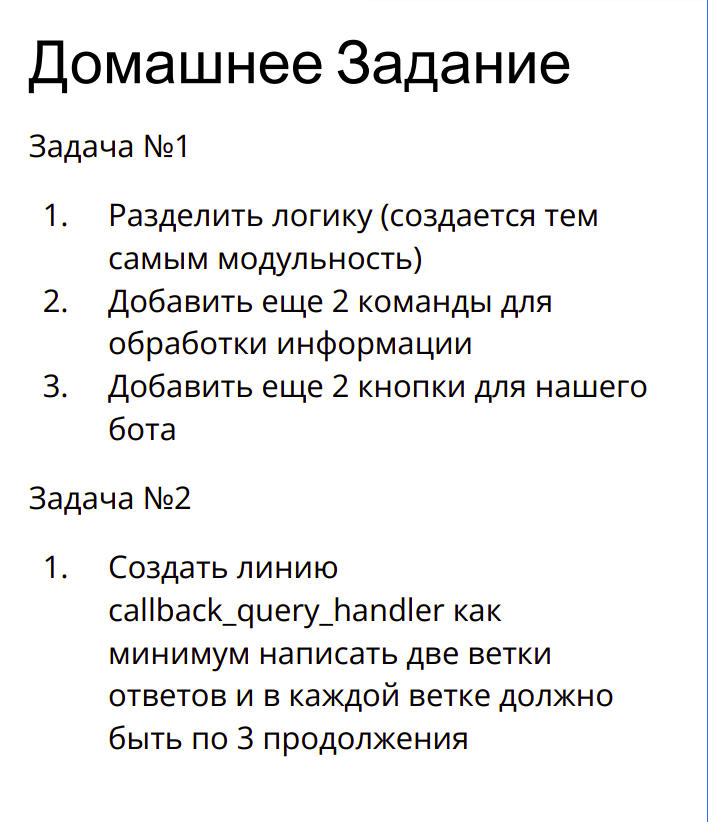 Домашнее Задание
Задача №1
1. Разделить логику (создается тем
самым модульность)
2. Добавить еще 2 команды для
обработки информации
3. Добавить еще 2 кнопки для нашего
бота
Задача №2
1. Создать линию
callback_query_handler как
минимум написать две ветки
ответов и в каждой ветке должно
быть по 3 продолжения